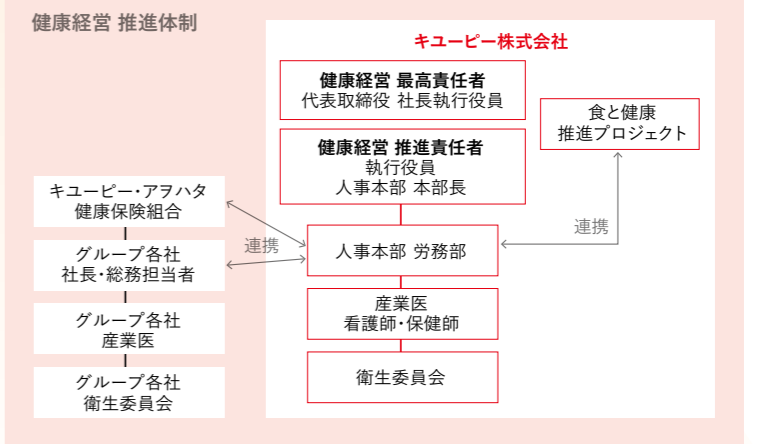 健康経営 推進体制
キユーピー株式会社
健康経営 最高責任者
代表取締役 社長執行役員
食と健康
推進プロジェクト
健康経営 推進責任者
執行役員
人事本部 本部長
キユーピー・アヲハタ
健康保険組合
連携
連携
人事本部 労務部
グループ各社
社長・総務担当者
産業医
看護師・保健師
グループ各社
産業医
衛生委員会
グループ各社
衛生委員会